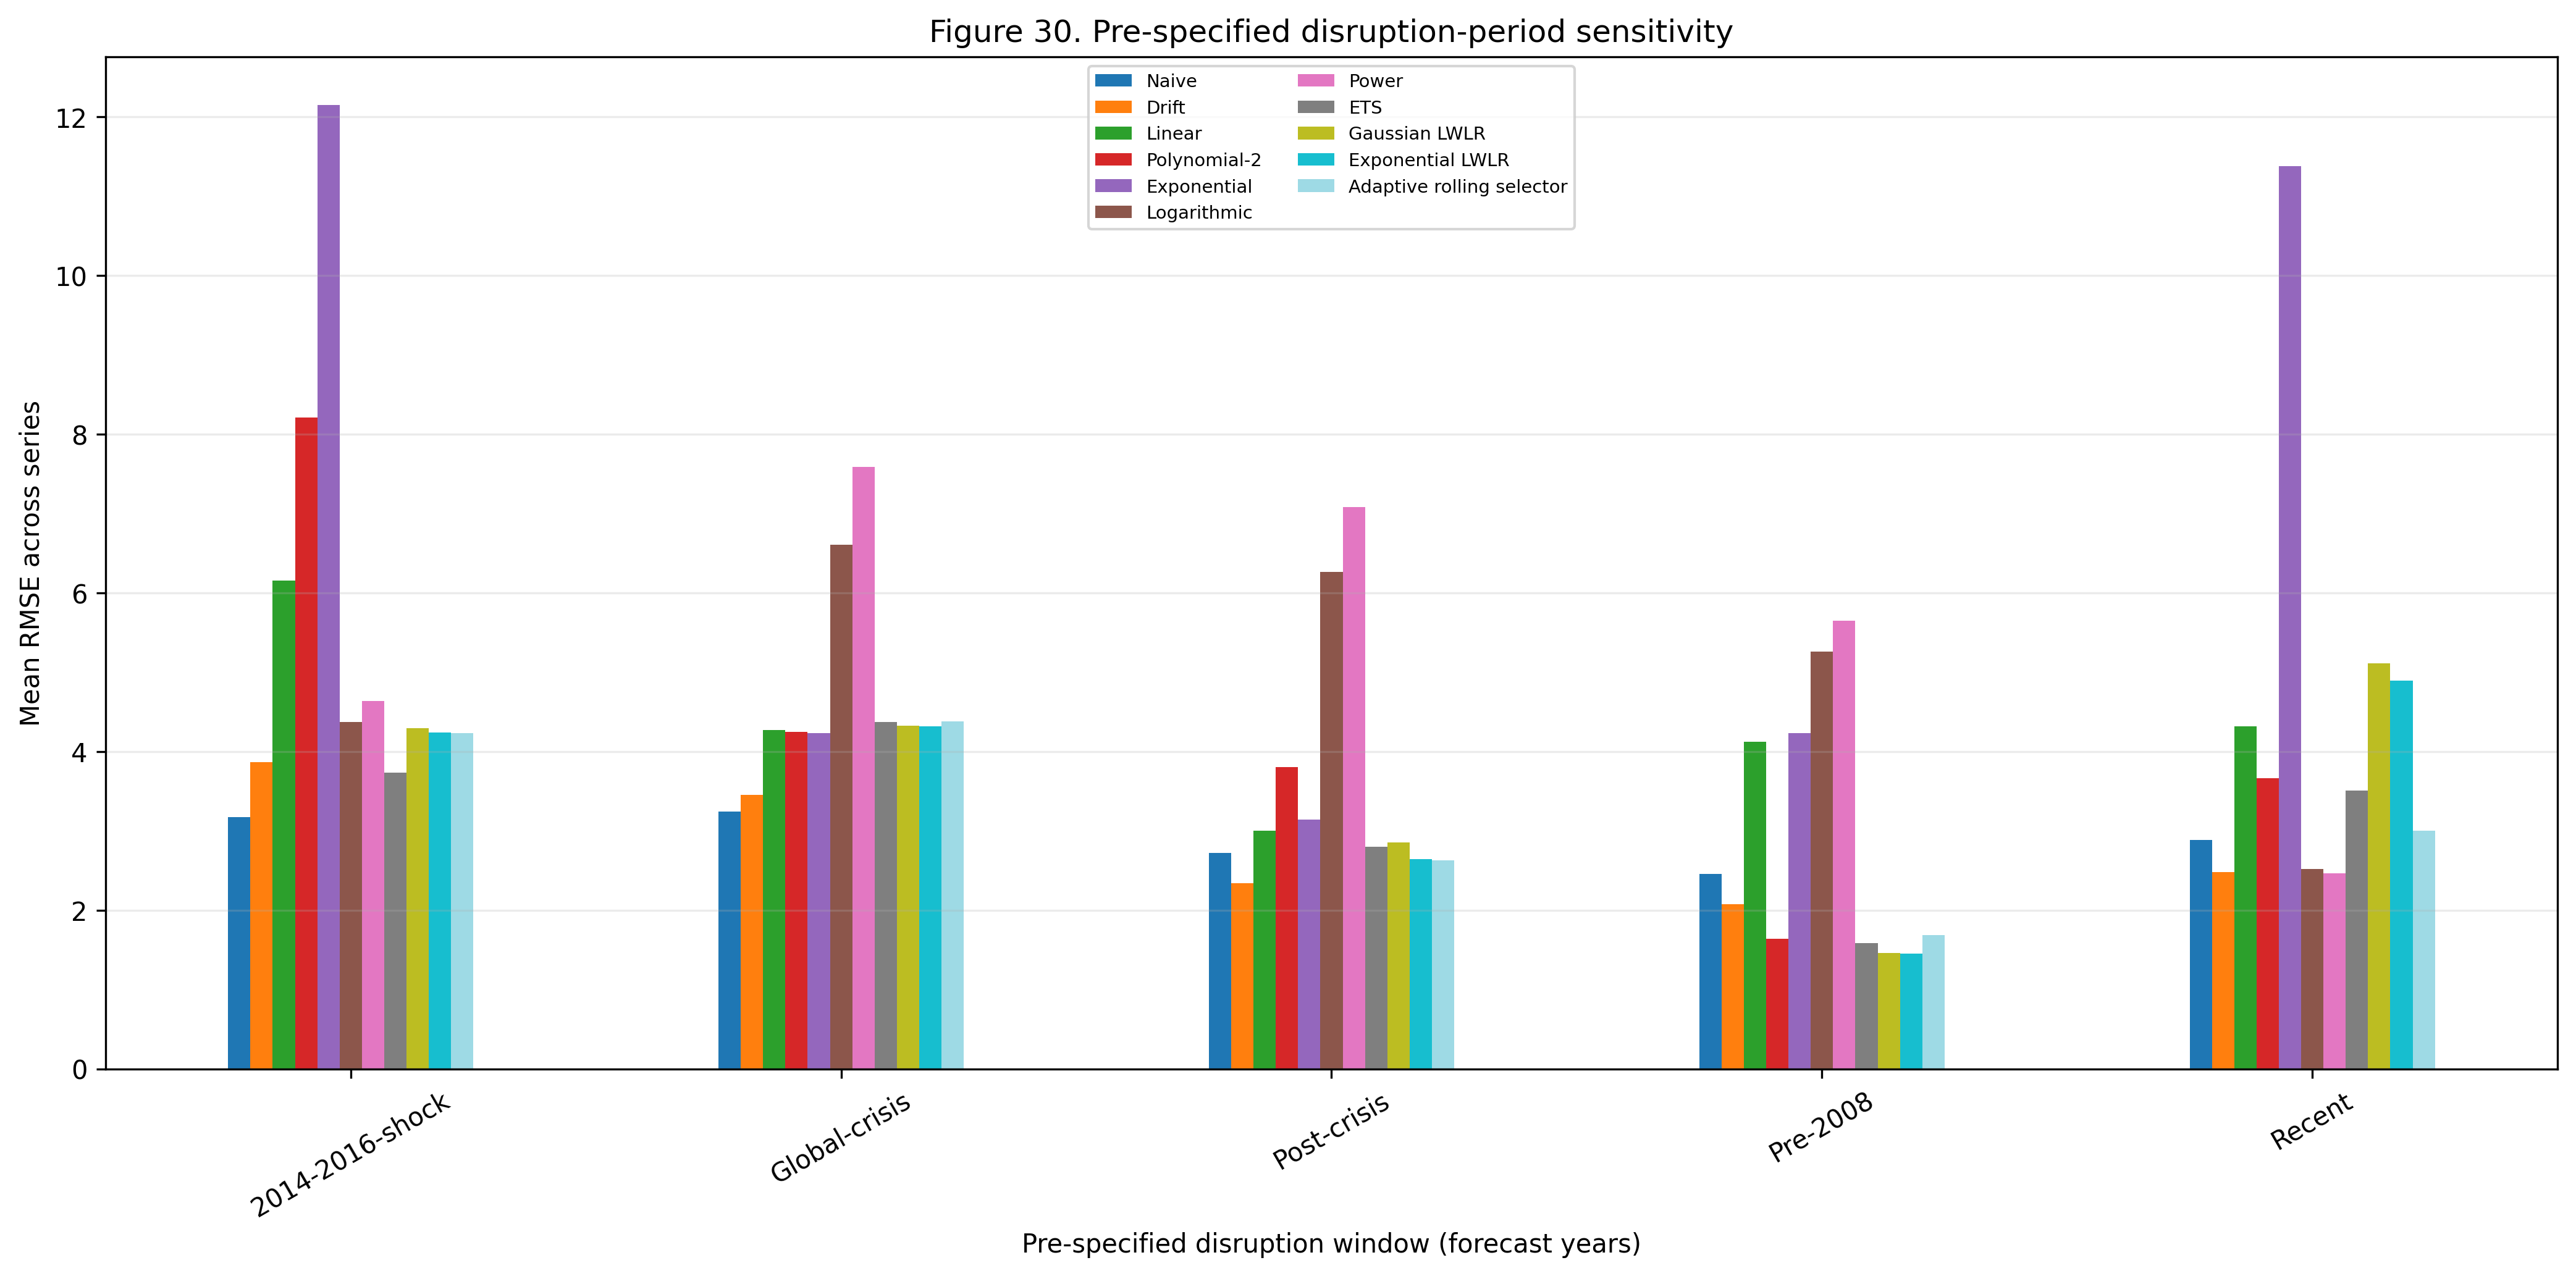 Figure 30. Pre-specified disruption-period sensitivity
Naive
Drift
Linear
Polynomial-2
Exponential
Logarithmic
Power
ETS
Gaussian LWLR
Exponential LWLR
Adaptive rolling selector
Mean RMSE across series
12
10
8
6
4
2
0
2014-2016-shock
Global-crisis
Post-crisis
Pre-2008
Recent
Pre-specified disruption window (forecast years)